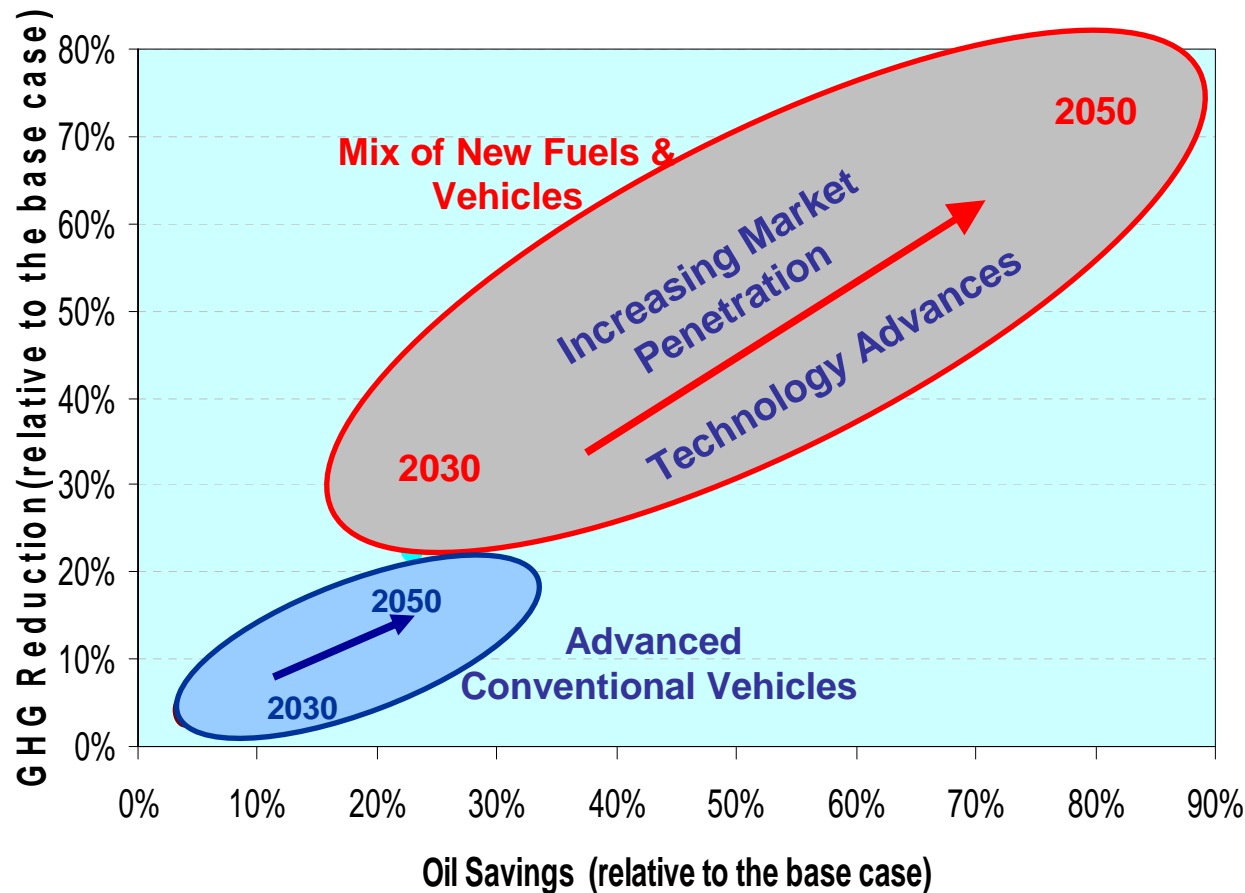 GHG Reduction(relative to the base case)
80%
70%
60%
50%
40%
30%
20%
10%
0%
Mix of New Fuels &
Vehicles
2050
Increasing Market
Penetration
Technology Advances
2030
2050
2030
Advanced
Conventional Vehicles
0% 10% 20% 30% 40% 50% 60% 70% 80% 90%
Oil Savings (relative to the base case)